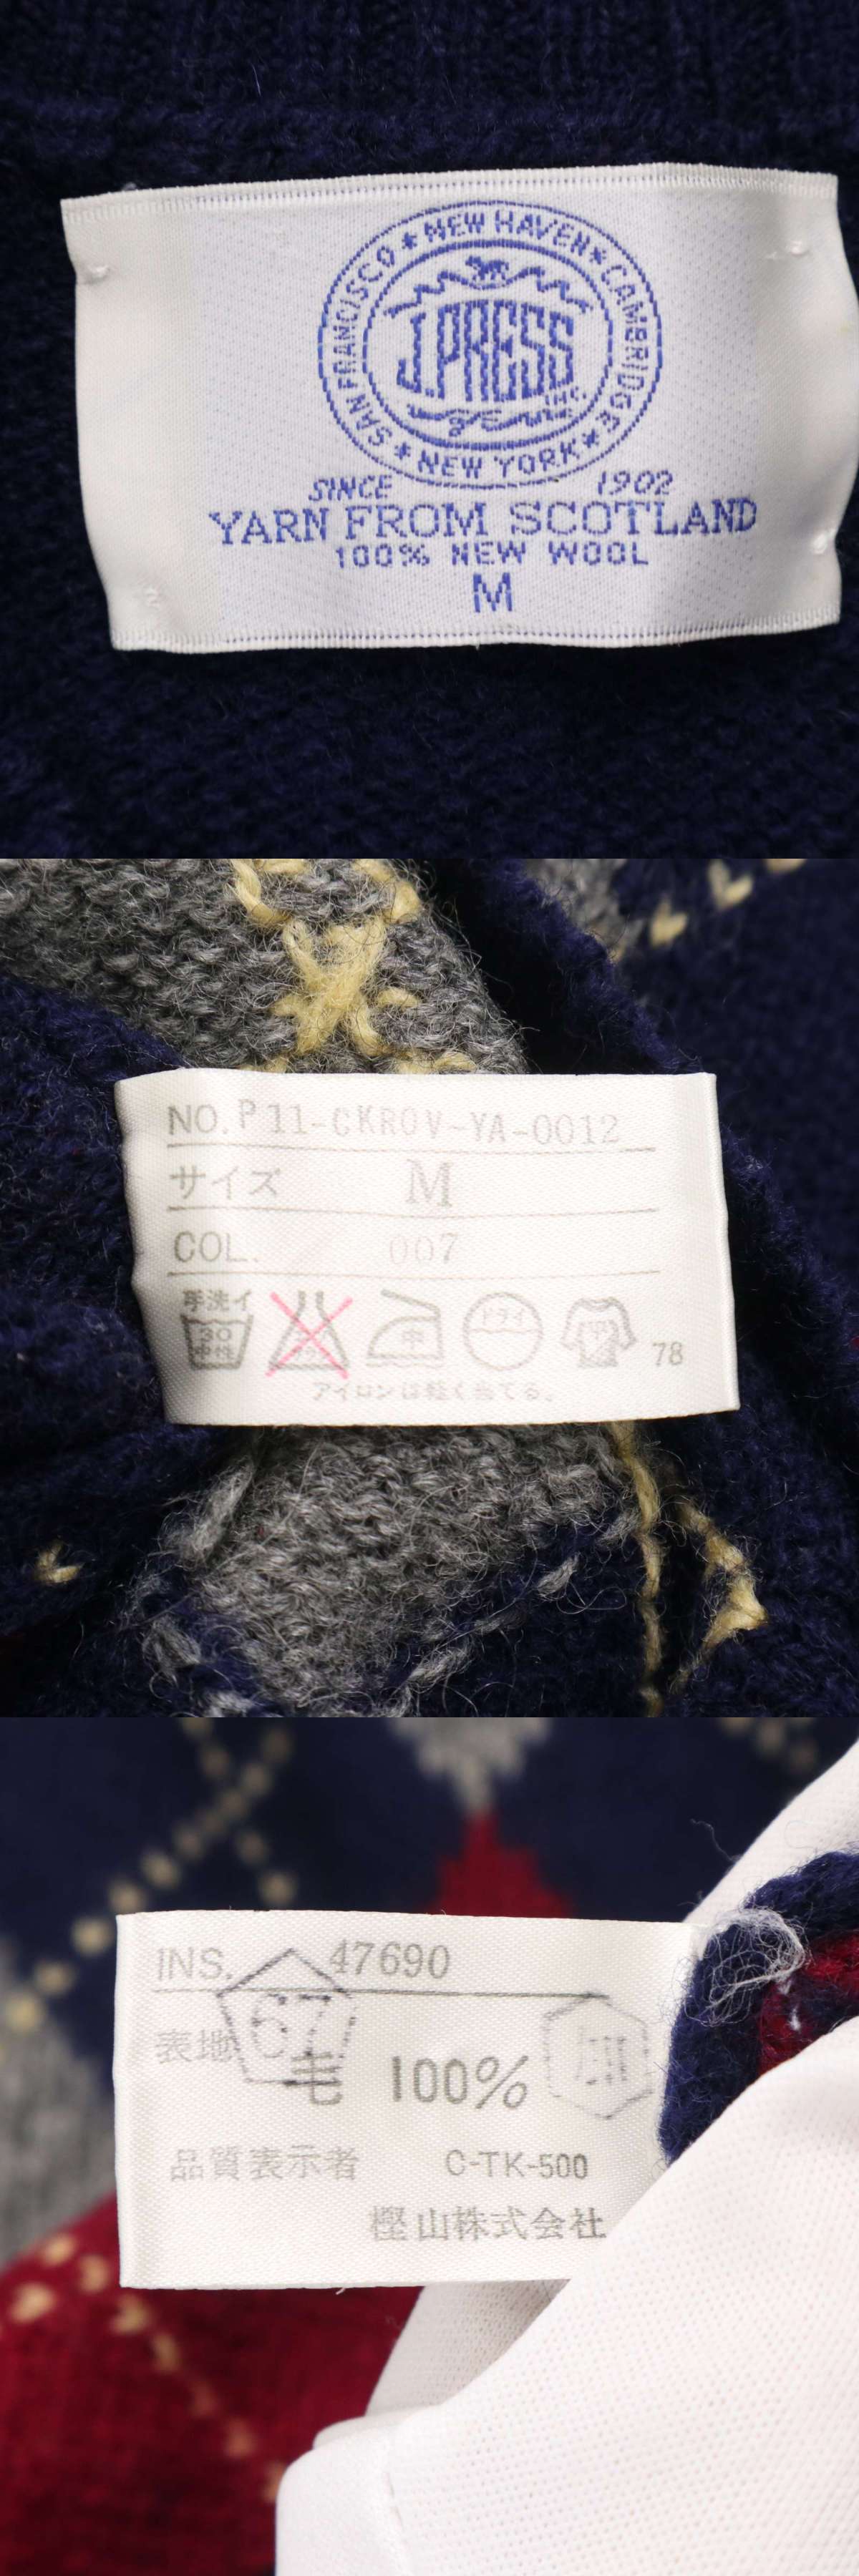 * NEW HAVEN * CAMBRIDGE * NEW YORK * SAN FRANCISCO
J.PRESS
INC.
SINCE 1902
YARN FROM SCOTLAND
100% NEW WOOL
M
NO.P11-CKROV-YA-0012
サイズ M
COL. 007
手洗イ
30
中性
中
ドライ
78
アイロンは軽く当てる。
INS. 47690
67
表地 毛 100%
品質表示者 C-TK-500
樫山株式会社